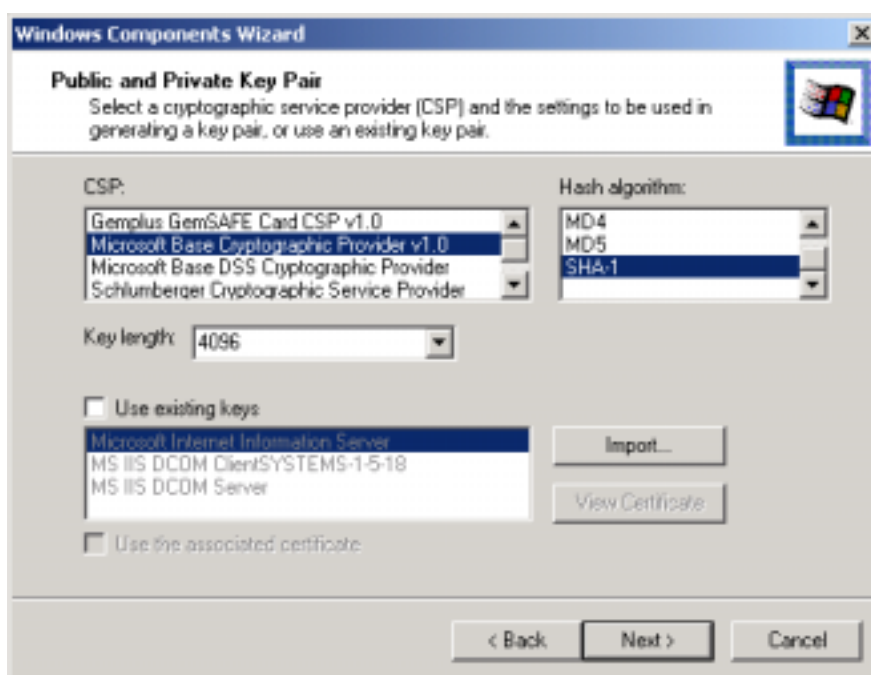 Windows Components Wizard
Public and Private Key Pair
Select a cryptographic service provider (CSP) and the settings to be used in
generating a key pair, or use an existing key pair.
CSP:
Hash algorithm:
Gemplus GemSAFE Card CSP v1.0
Microsoft Base Cryptographic Provider v1.0
Microsoft Base DSS Cryptographic Provider
Schlumberger Cryptographic Service Provider
MD4
MD5
SHA-1
Key length:
4096
Use existing keys
Microsoft Internet Information Server
MS IIS DCOM ClientSYSTEMS-1-5-18
MS IIS DCOM Server
Import...
View Certificate
Use the associated certificate
< Back
Next >
Cancel